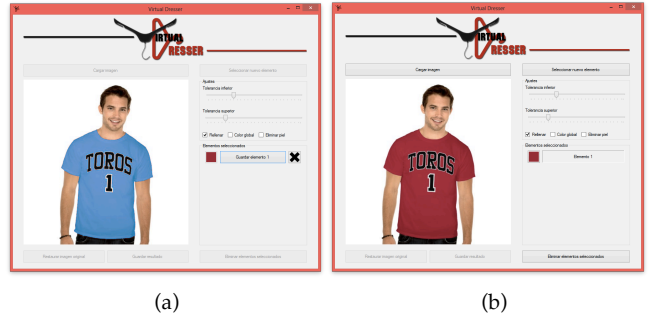 Virtual Dresser
VIRTUAL
DRESSER
Cargar imagen
Seleccionar nuevo elemento
Ajustes
Tolerancia inferior
Tolerancia superior
Rellenar Color global Eliminar piel
Elementos seleccionados
Guardar elemento 1
TOROS
1
Restaurar imagen original
Guardar resultado
Eliminar elementos seleccionados
(a)
Virtual Dresser
VIRTUAL
DRESSER
Cargar imagen
Seleccionar nuevo elemento
Ajustes
Tolerancia inferior
Tolerancia superior
Rellenar Color global Eliminar piel
Elementos seleccionados
Elemento 1
TOROS
1
Restaurar imagen original
Guardar resultado
Eliminar elementos seleccionados
(b)